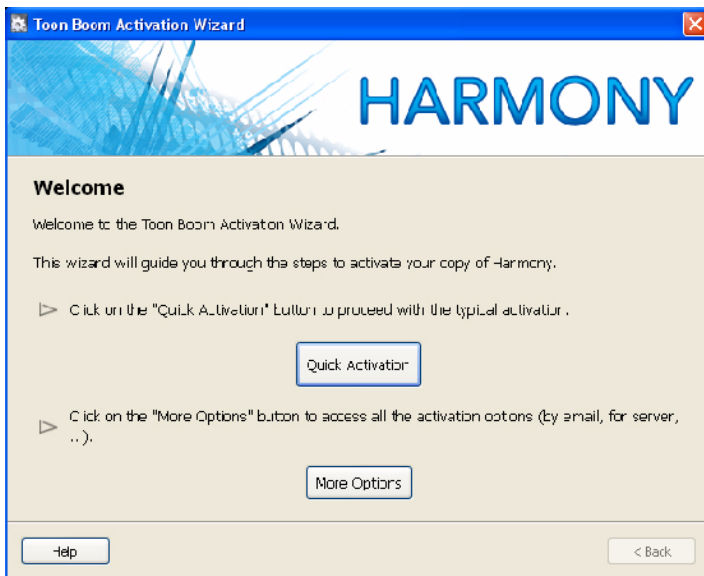 Toon Boom Activation Wizard
HARMONY
Welcome
Welcome to the Toon Boom Activation Wizard.
This wizard will guide you through the steps to activate your copy of Harmony.
Click on the "Quick Activation" button to proceed with the typical activation.
Quick Activation
Click on the "More Options" button to access all the activation options (by email, for server,
...).
More Options
Help
< Back